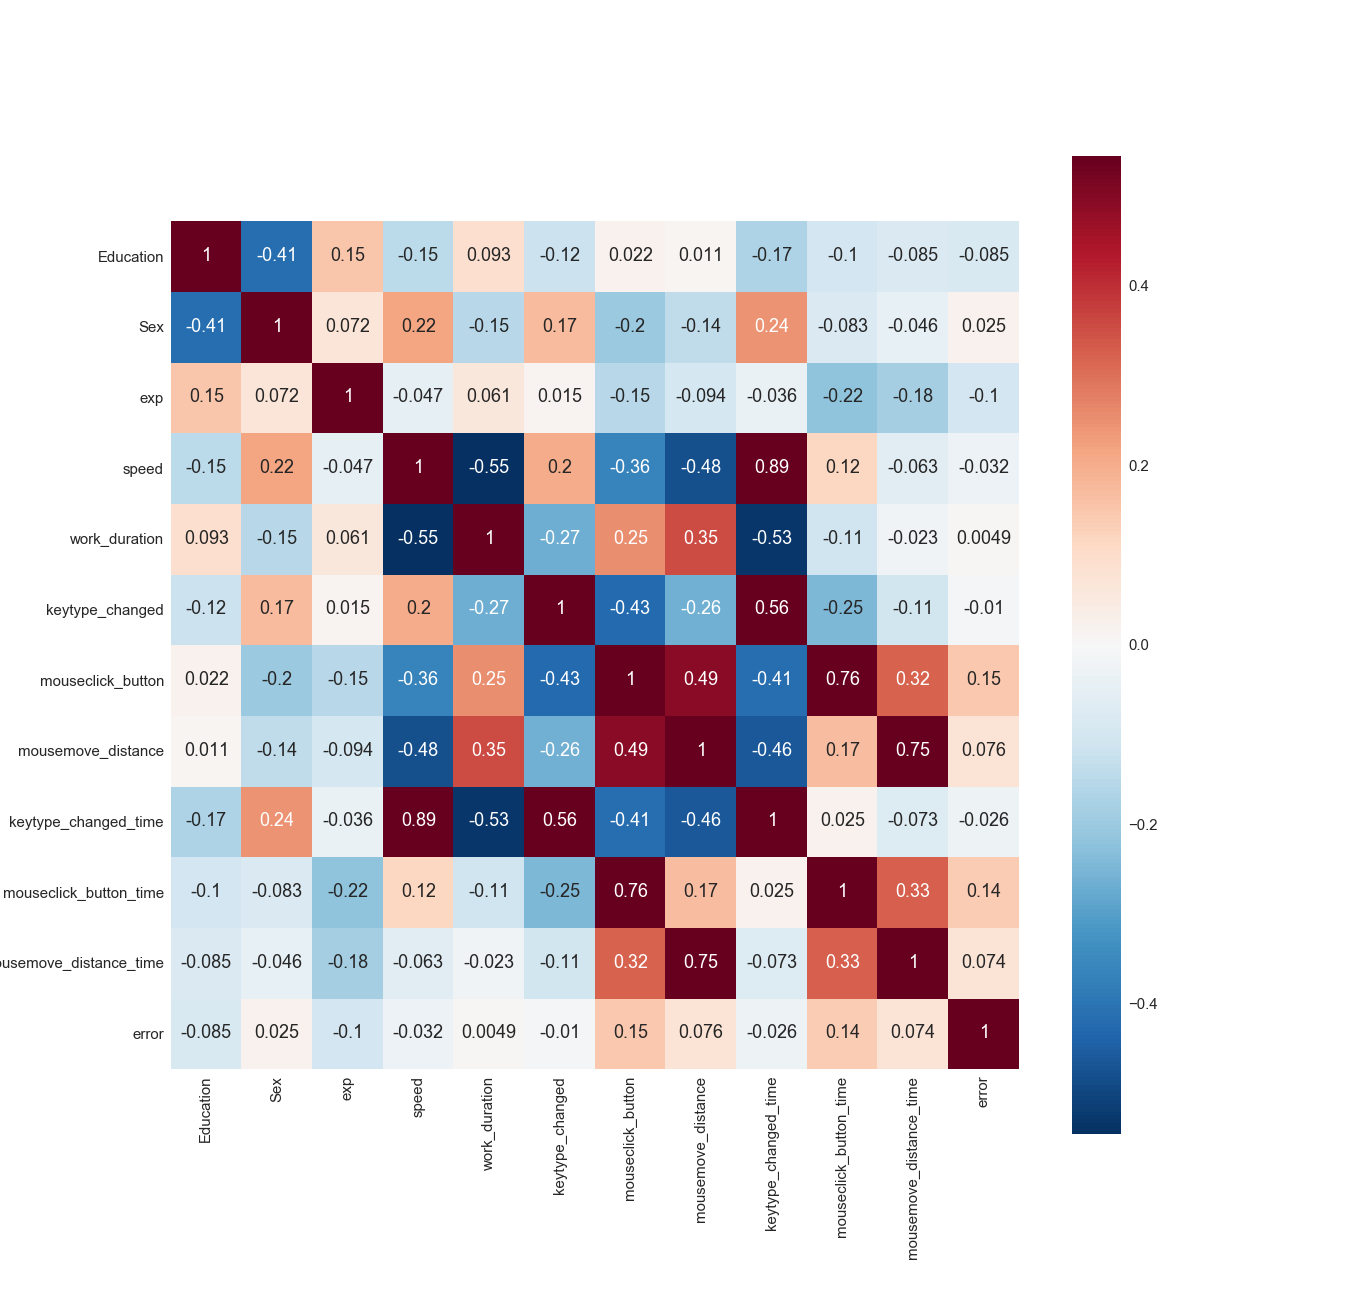 Education 1 -0.41 0.15 -0.15 0.093 -0.12 0.022 0.011 -0.17 -0.1 -0.085 -0.085
Sex -0.41 1 0.072 0.22 -0.15 0.17 -0.2 -0.14 0.24 -0.083 -0.046 0.025
exp 0.15 0.072 1 -0.047 0.061 0.015 -0.15 -0.094 -0.036 -0.22 -0.18 -0.1
speed -0.15 0.22 -0.047 1 -0.55 0.2 -0.36 -0.48 0.89 0.12 -0.063 -0.032
work_duration 0.093 -0.15 0.061 -0.55 1 -0.27 0.25 0.35 -0.53 -0.11 -0.023 0.0049
keytype_changed -0.12 0.17 0.015 0.2 -0.27 1 -0.43 -0.26 0.56 -0.25 -0.11 -0.01
mouseclick_button 0.022 -0.2 -0.15 -0.36 0.25 -0.43 1 0.49 -0.41 0.76 0.32 0.15
mousemove_distance 0.011 -0.14 -0.094 -0.48 0.35 -0.26 0.49 1 -0.46 0.17 0.75 0.076
keytype_changed_time -0.17 0.24 -0.036 0.89 -0.53 0.56 -0.41 -0.46 1 0.025 -0.073 -0.026
mouseclick_button_time -0.1 -0.083 -0.22 0.12 -0.11 -0.25 0.76 0.17 0.025 1 0.33 0.14
usemove_distance_time -0.085 -0.046 -0.18 -0.063 -0.023 -0.11 0.32 0.75 -0.073 0.33 1 0.074
error -0.085 0.025 -0.1 -0.032 0.0049 -0.01 0.15 0.076 -0.026 0.14 0.074 1
Education
Sex
exp
speed
work_duration
keytype_changed
mouseclick_button
mousemove_distance
keytype_changed_time
mouseclick_button_time
mousemove_distance_time
error
0.4
0.2
0.0
−0.2
−0.4